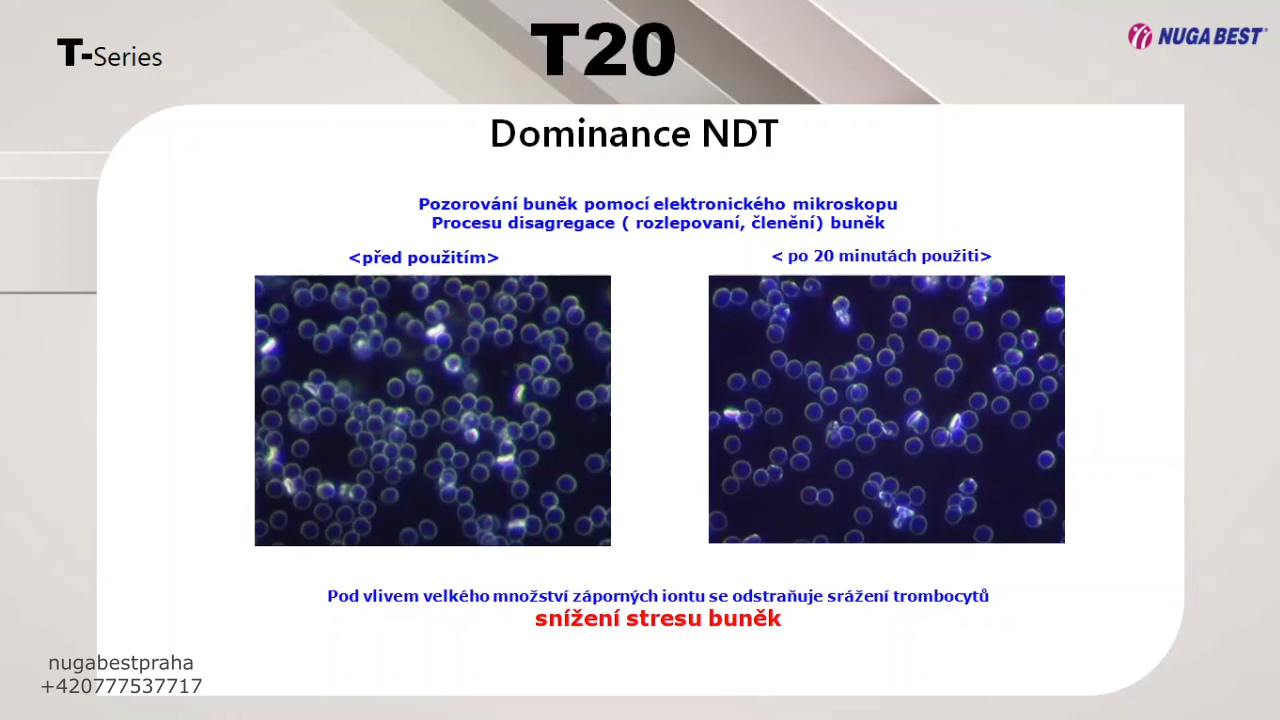 T-Series
T20
NUGA BEST®
Dominance NDT
Pozorování buněk pomocí elektronického mikroskopu
Procesu disagregace ( rozlepovaní, členění) buněk
<před použitím>
< po 20 minutách použiti>
Pod vlivem velkého množství záporných iontu se odstraňuje srážení trombocytů
snížení stresu buněk
nugabestpraha
+420777537717